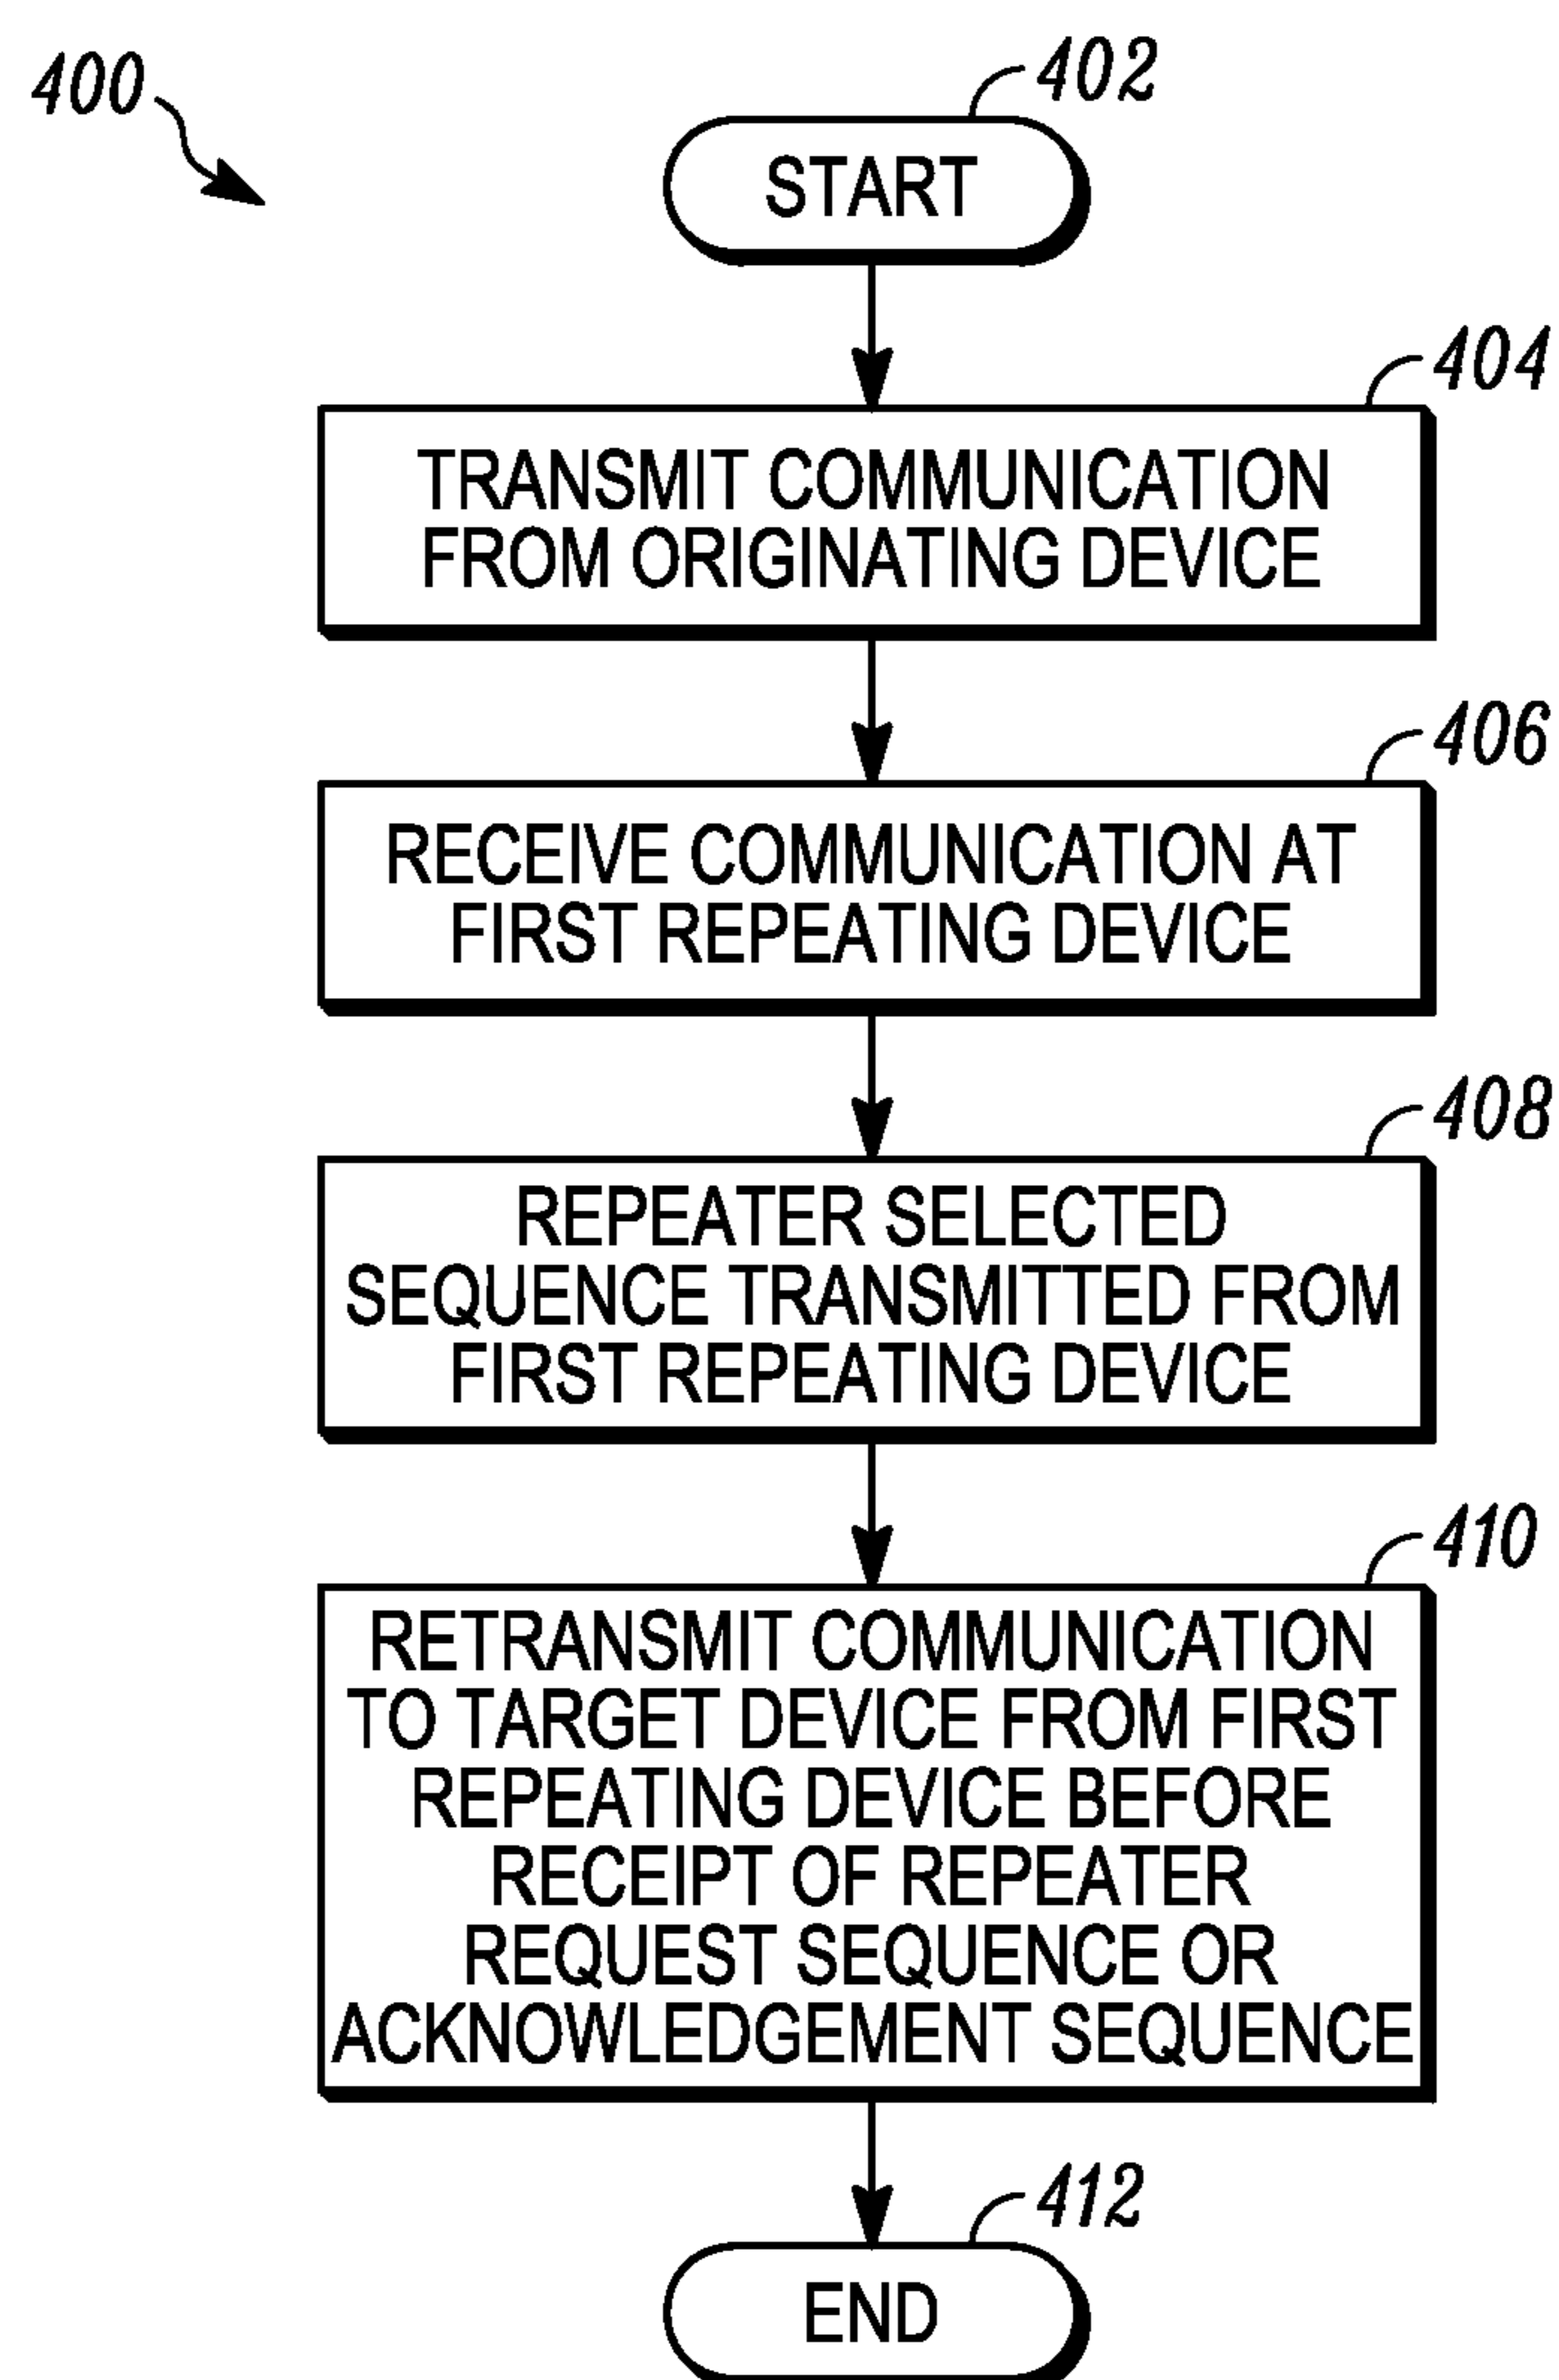 400
402
START
404
TRANSMIT COMMUNICATION
FROM ORIGINATING DEVICE
406
RECEIVE COMMUNICATION AT
FIRST REPEATING DEVICE
408
REPEATER SELECTED
SEQUENCE TRANSMITTED FROM
FIRST REPEATING DEVICE
410
RETRANSMIT COMMUNICATION
TO TARGET DEVICE FROM FIRST
REPEATING DEVICE BEFORE
RECEIPT OF REPEATER
REQUEST SEQUENCE OR
ACKNOWLEDGEMENT SEQUENCE
412
END